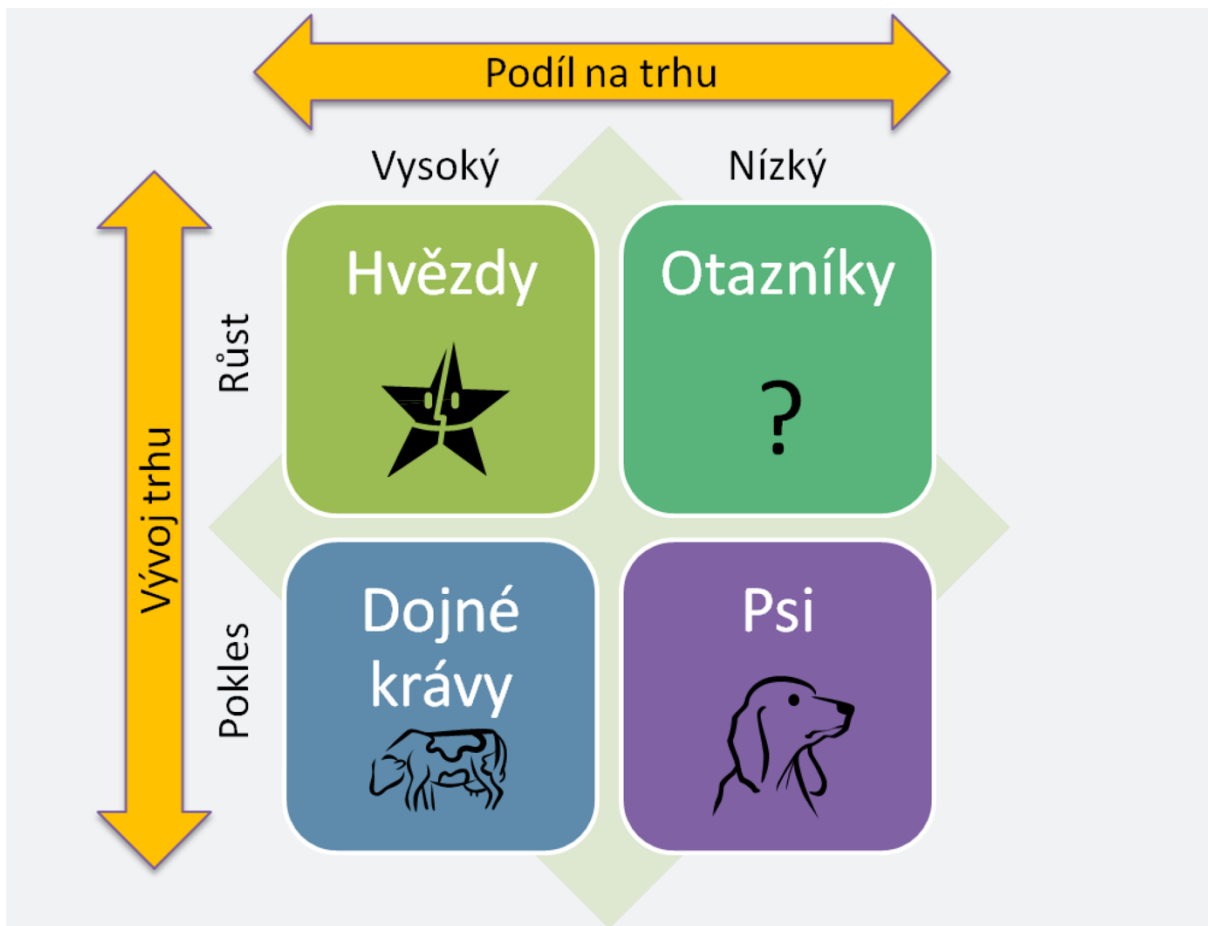 Podíl na trhu
Vysoký
Nízký
Vývoj trhu
Růst
Hvězdy
Otazníky
?
Pokles
Dojné
krávy
Psi